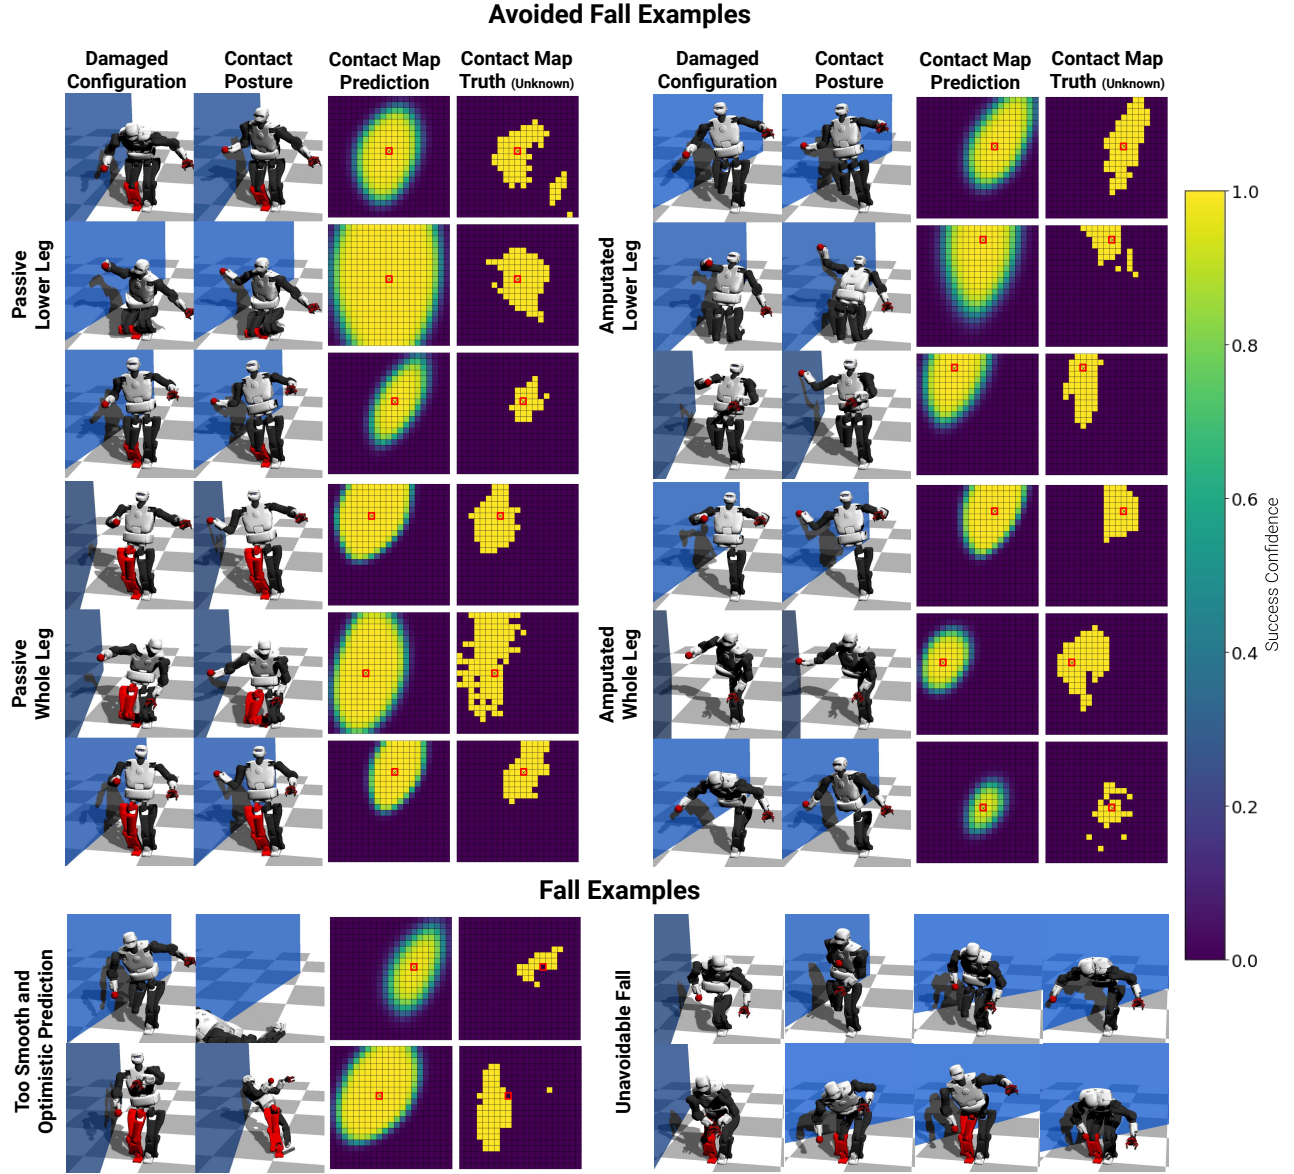 Avoided Fall Examples
Damaged
Configuration
Contact
Posture
Contact Map
Prediction
Contact Map
Truth (Unknown)
Damaged
Configuration
Contact
Posture
Contact Map
Prediction
Contact Map
Truth (Unknown)
Passive
Lower Leg
Amputated
Lower Leg
Passive
Whole Leg
Amputated
Whole Leg
1.0
0.8
0.6
0.4
0.2
0.0
Success Confidence
Fall Examples
Too Smooth and
Optimistic Prediction
Unavoidable Fall